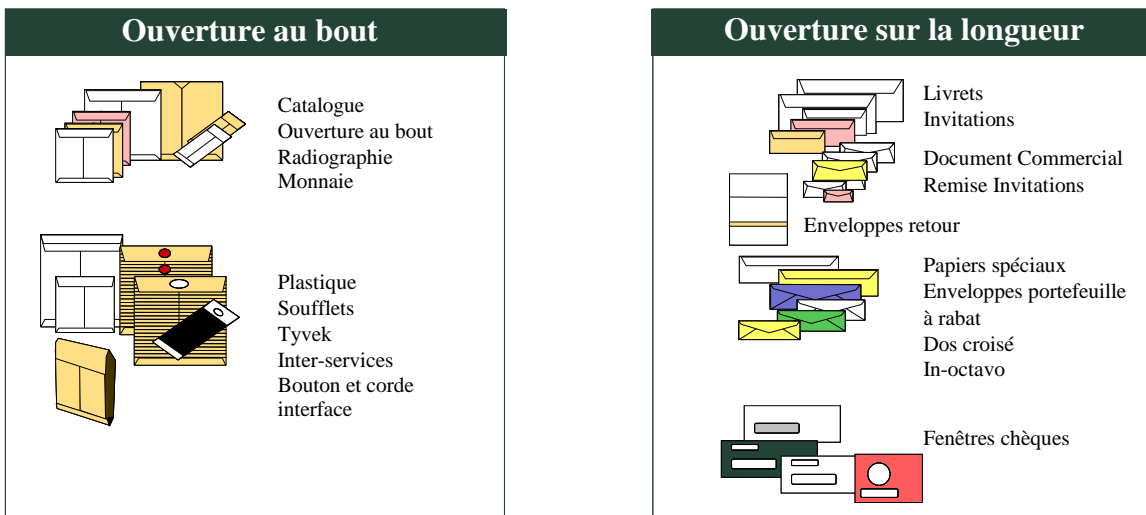 Ouverture au bout
Catalogue
Ouverture au bout
Radiographie
Monnaie
Plastique
Soufflets
Tyvek
Inter-services
Bouton et corde
interface
Ouverture sur la longueur
Livrets
Invitations
Document Commercial
Remise Invitations
Enveloppes retour
Papiers spéciaux
Enveloppes portefeuille
à rabat
Dos croisé
In-octavo
Fenêtres chèques